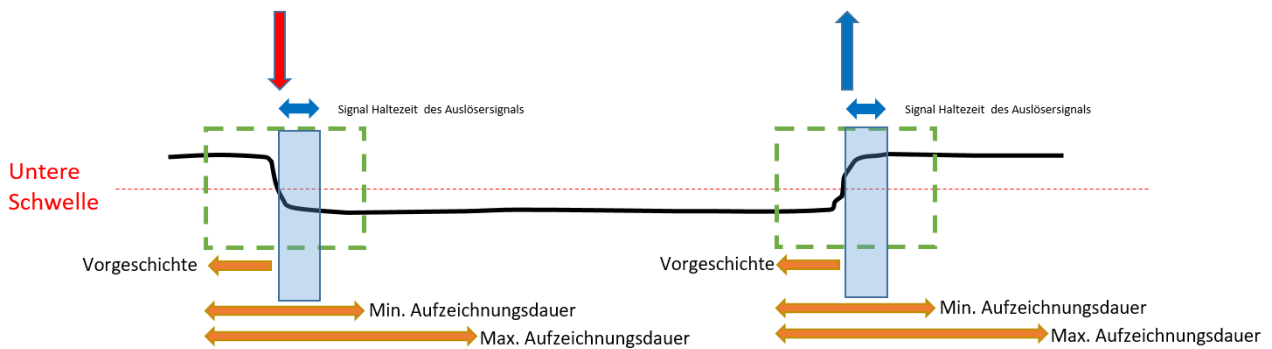 Signal Haltezeit des Auslösersignals
Signal Haltezeit des Auslösersignals
Untere
Schwelle
Vorgeschichte
Vorgeschichte
Min. Aufzeichnungsdauer
Min. Aufzeichnungsdauer
Max. Aufzeichnungsdauer
Max. Aufzeichnungsdauer